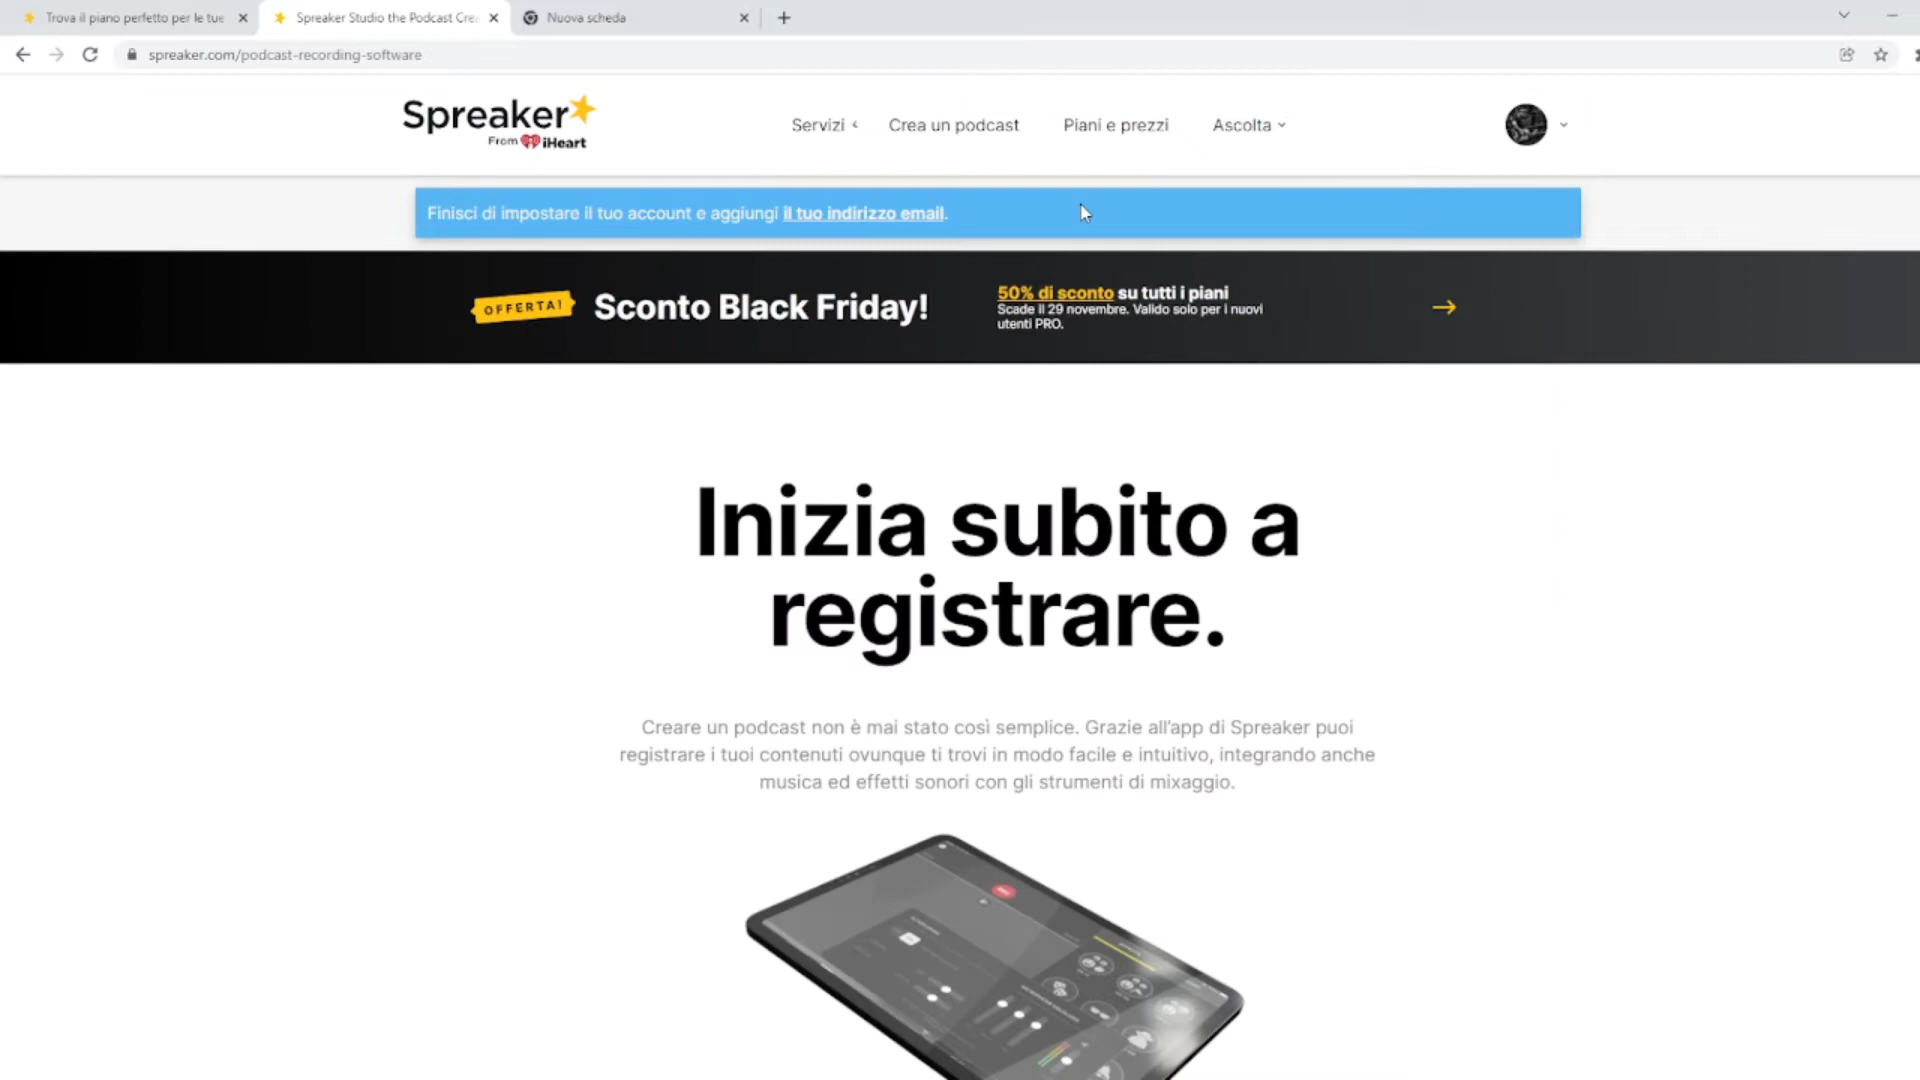 Trova il piano perfetto per le tue
Spreaker Studio the Podcast Cre
Nuova scheda
spreaker.com/podcast-recording-software
Spreaker
From iHeart
Servizi
Crea un podcast
Piani e prezzi
Ascolta
Finisci di impostare il tuo account e aggiungi il tuo indirizzo email.
OFFERTA!
Sconto Black Friday!
50% di sconto su tutti i piani
Scade il 29 novembre. Valido solo per i nuovi
utenti PRO.
Inizia subito a
registrare.
Creare un podcast non è mai stato così semplice. Grazie all'app di Spreaker puoi
registrare i tuoi contenuti ovunque ti trovi in modo facile e intuitivo, integrando anche
musica ed effetti sonori con gli strumenti di mixaggio.